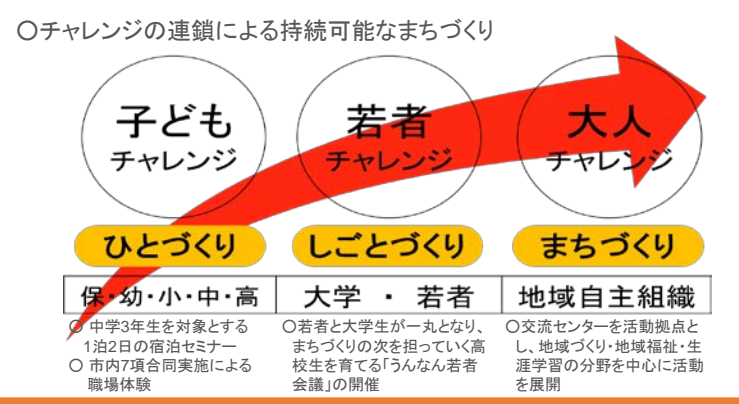 〇チャレンジの連鎖による持続可能なまちづくり
子ども
チャレンジ
若者
チャレンジ
大人
チャレンジ
ひとづくり
しごとづくり
まちづくり
保・幼・小・中・高
大学・若者
地域自主組織
〇 中学3年生を対象とする
1泊2日の宿泊セミナー
〇 市内7項合同実施による
職場体験
〇若者と大学生が一丸となり、
まちづくりの次を担っていく高
校生を育てる「うんなん若者
会議」の開催
〇交流センターを活動拠点と
し、地域づくり・地域福祉・生
涯学習の分野を中心に活動
を展開